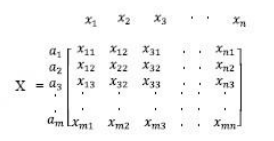 x₁ x₂ x₃ · · xₙ
a₁ x₁₁ x₁₂ x₃₁ . . xₙ₁
a₂ x₁₂ x₂₂ x₃₂ . . xₙ₂
X = a₃ x₁₃ x₃₂ x₃₃ . . xₙ₃
. . . . . . .
. . . . . . .
aₘ xₘ₁ xₘ₂ xₘ₃ . . xₘₙ